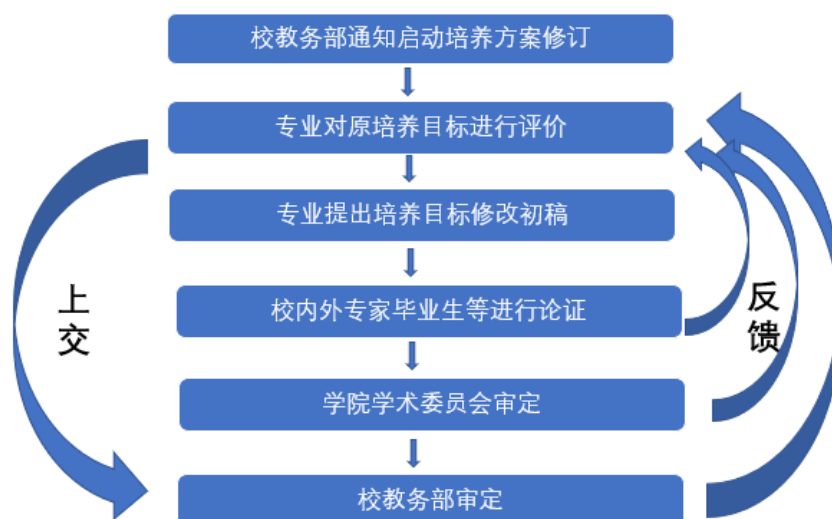 校教务部通知启动培养方案修订
专业对原培养目标进行评价
专业提出培养目标修改初稿
校内外专家毕业生等进行论证
学院学术委员会审定
校教务部审定
上
交
反
馈